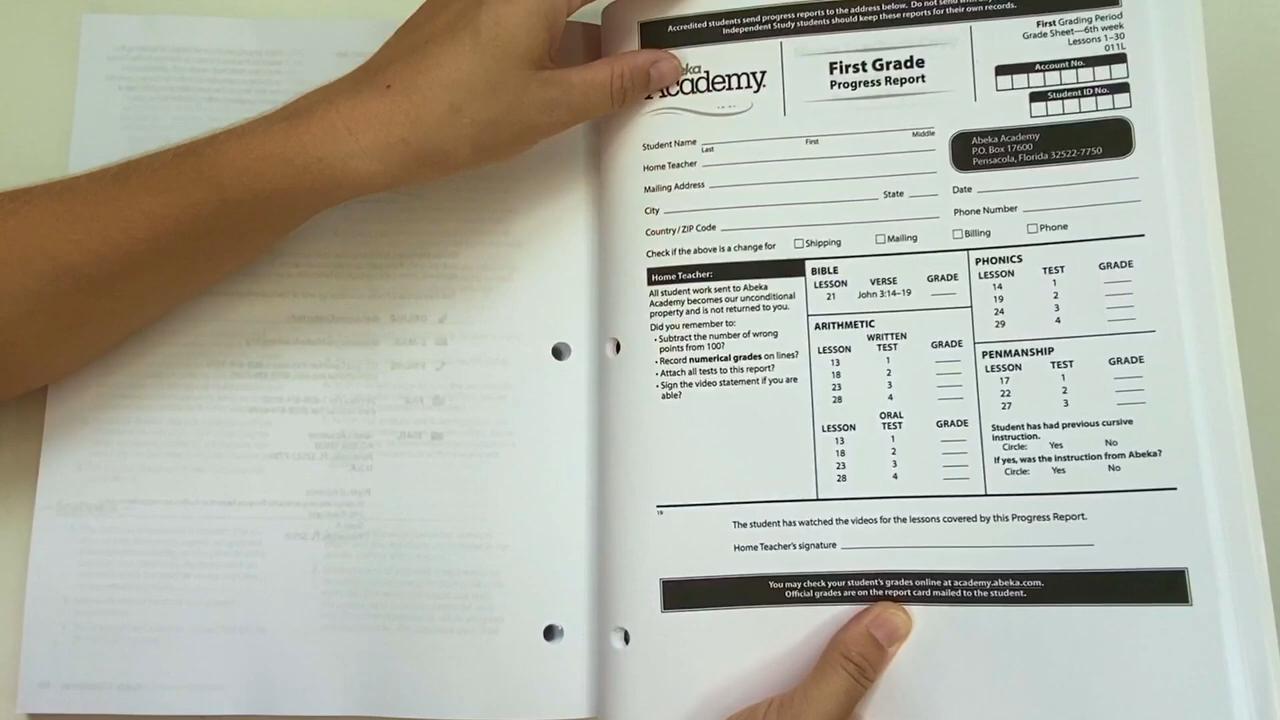 Accredited students send progress reports to the address below. Do not send
Independent Study students should keep these reports for their own records.
Academy.
First Grade
Progress Report
First Grading Period
Grade Sheet—6th week
Lessons 1–30
011L
Account No.
Student ID No.
Abeka Academy
P.O. Box 17600
Pensacola, Florida 32522-7750
Student Name
Last First Middle
Home Teacher
Mailing Address
City State
Country/ZIP Code
Date
Phone Number
Check if the above is a change for Shipping Mailing Billing Phone
Home Teacher:
All student work sent to Abeka
Academy becomes our unconditional
property and is not returned to you.
Did you remember to:
• Subtract the number of wrong
points from 100?
• Record numerical grades on lines?
• Attach all tests to this report?
• Sign the video statement if you are
able?
BIBLE
LESSON VERSE GRADE
21 John 3:14–19
ARITHMETIC
WRITTEN
LESSON TEST GRADE
13 1
18 2
23 3
28 4
ORAL
LESSON TEST GRADE
13 1
18 2
23 3
28 4
PHONICS
LESSON TEST GRADE
14 1
19 2
24 3
29 4
PENMANSHIP
LESSON TEST GRADE
17 1
22 2
27 3
Student has had previous cursive
instruction.
Circle: Yes No
If yes, was the instruction from Abeka?
Circle: Yes No
19
The student has watched the videos for the lessons covered by this Progress Report.
Home Teacher's signature
You may check your student's grades online at academy.abeka.com.
Official grades are on the report card mailed to the student.